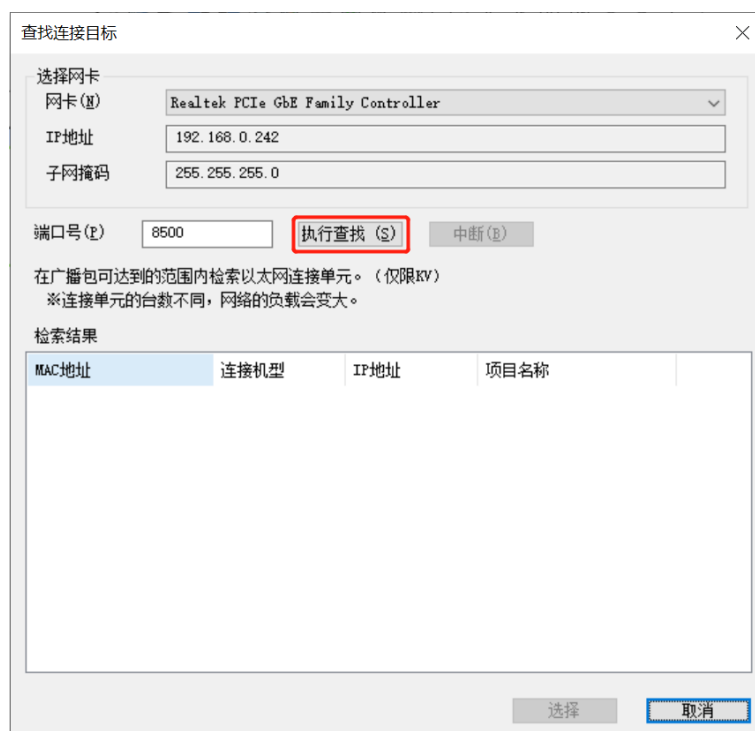 查找连接目标
选择网卡
网卡(N) Realtek PCIe GbE Family Controller
IP地址 192.168.0.242
子网掩码 255.255.255.0
端口号(P) 8500 执行查找 (S) 中断(B)
在广播包可达到的范围内检索以太网连接单元。（仅限KV）
※连接单元的台数不同，网络的负载会变大。
检索结果
MAC地址 连接机型 IP地址 项目名称
选择 取消